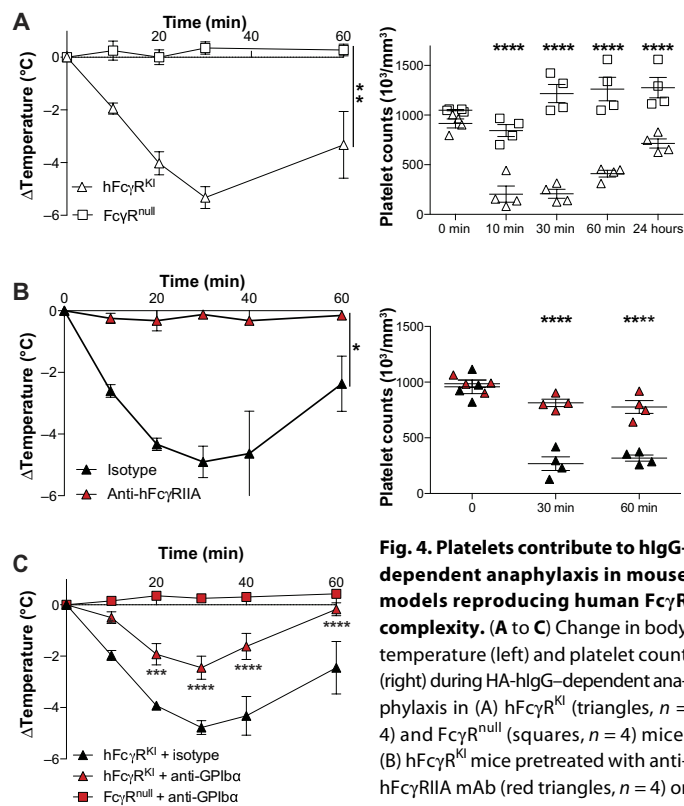 A
Time (min)
0 20 40 60
0
−2
−4
−6
ΔTemperature (°C)
**
hFcγR^KI
FcγR^null
**** **** **** ****
1500
1000
500
0
Platelet counts (10³/mm³)
0 min 10 min 30 min 60 min 24 hours
B
Time (min)
0 20 40 60
0
−2
−4
−6
ΔTemperature (°C)
*
Isotype
Anti-hFcγRIIA
**** ****
1500
1000
500
0
Platelet counts (10³/mm³)
0 30 min 60 min
C
Time (min)
0 20 40 60
0
−2
−4
−6
ΔTemperature (°C)
*** **** **** ****
hFcγR^KI + isotype
hFcγR^KI + anti-GPIbα
FcγR^null + anti-GPIbα
Fig. 4. Platelets contribute to hIgG-
dependent anaphylaxis in mouse
models reproducing human FcγR
complexity. (A to C) Change in body
temperature (left) and platelet count
(right) during HA-hIgG–dependent ana-
phylaxis in (A) hFcγR^KI (triangles, n =
4) and FcγR^null (squares, n = 4) mice.
(B) hFcγR^KI mice pretreated with anti-
hFcγRIIA mAb (red triangles, n = 4) or